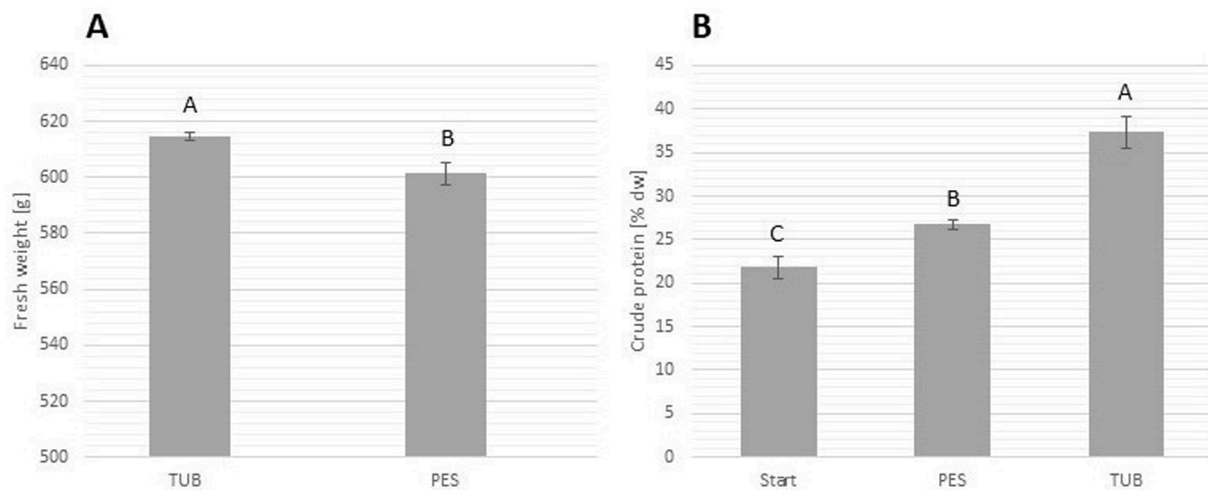 A
Fresh weight [g]
640
620
600
580
560
540
520
500
A
B
TUB
PES
B
Crude protein [% dw]
45
40
35
30
25
20
15
10
5
0
C
B
A
Start
PES
TUB